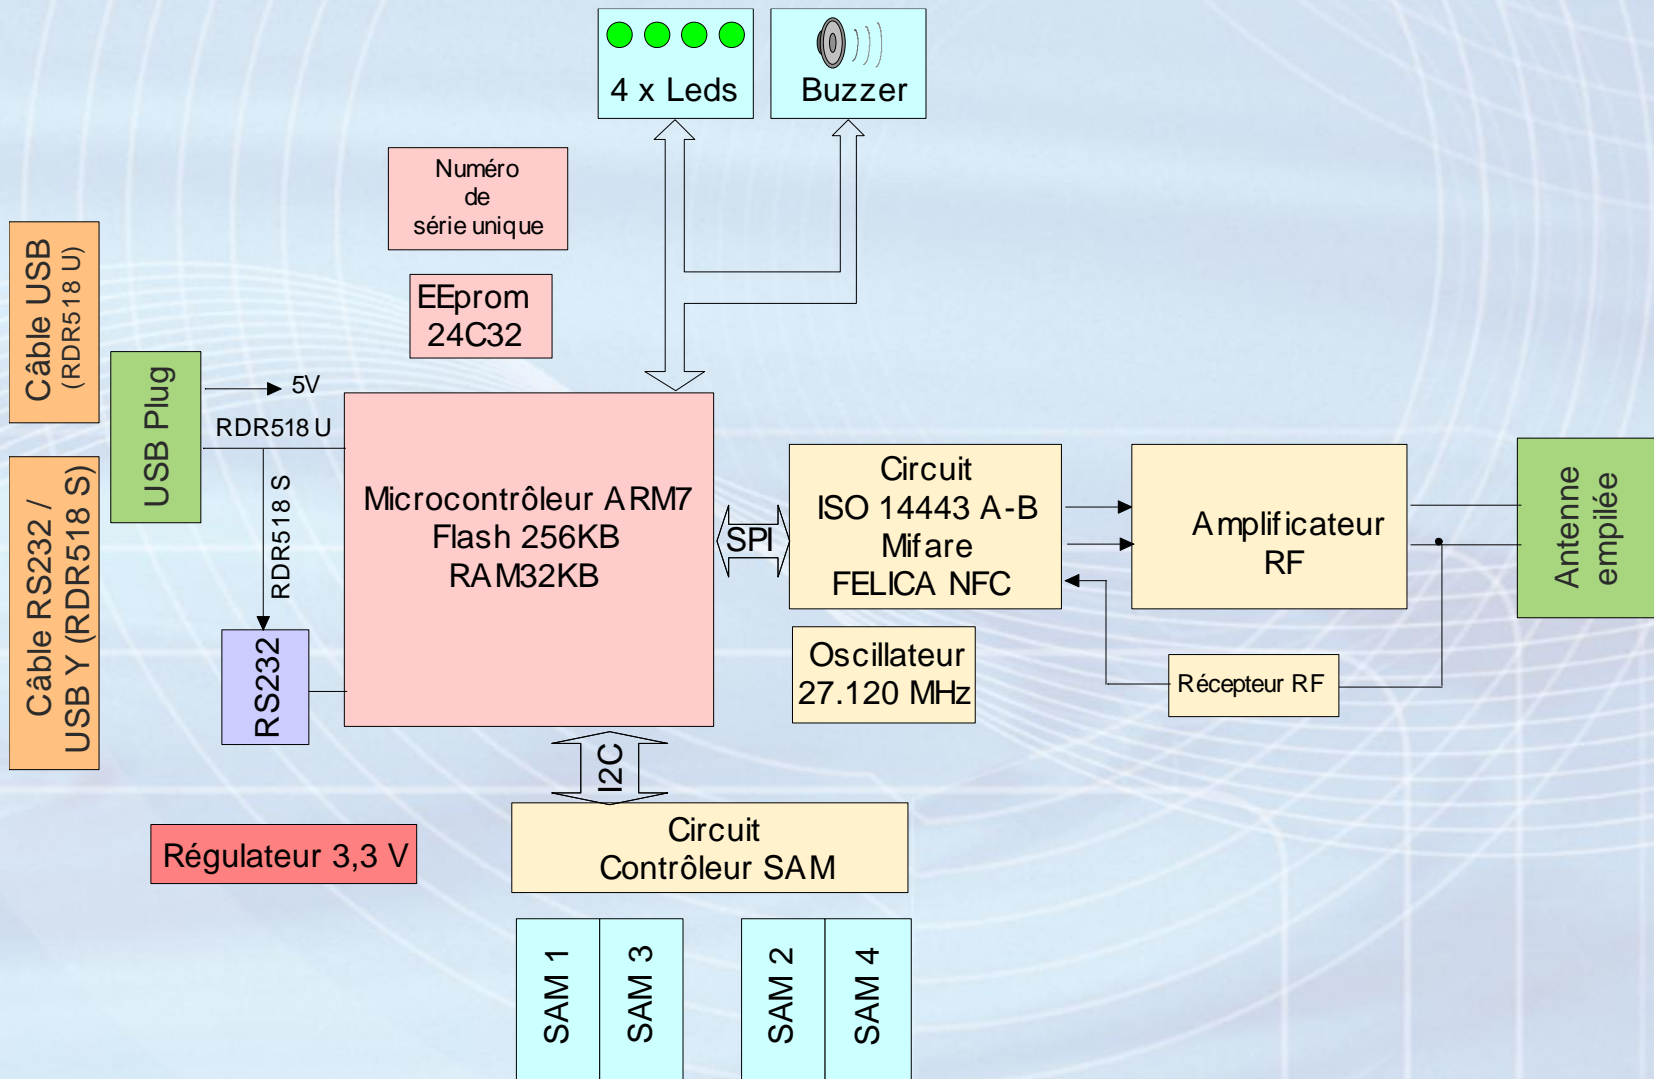 4 x Leds
Buzzer
Numéro
de
série unique
EEprom
24C32
Câble USB
(RDR518 U)
USB Plug
5V
RDR518 U
RDR518 S
Câble RS232 /
USB Y (RDR518 S)
RS232
Microcontrôleur ARM7
Flash 256KB
RAM32KB
SPI
Circuit
ISO 14443 A-B
Mifare
FELICA NFC
Amplificateur
RF
Antenne
empilée
Oscillateur
27.120 MHz
Récepteur RF
I2C
Régulateur 3,3 V
Circuit
Contrôleur SAM
SAM 1
SAM 3
SAM 2
SAM 4